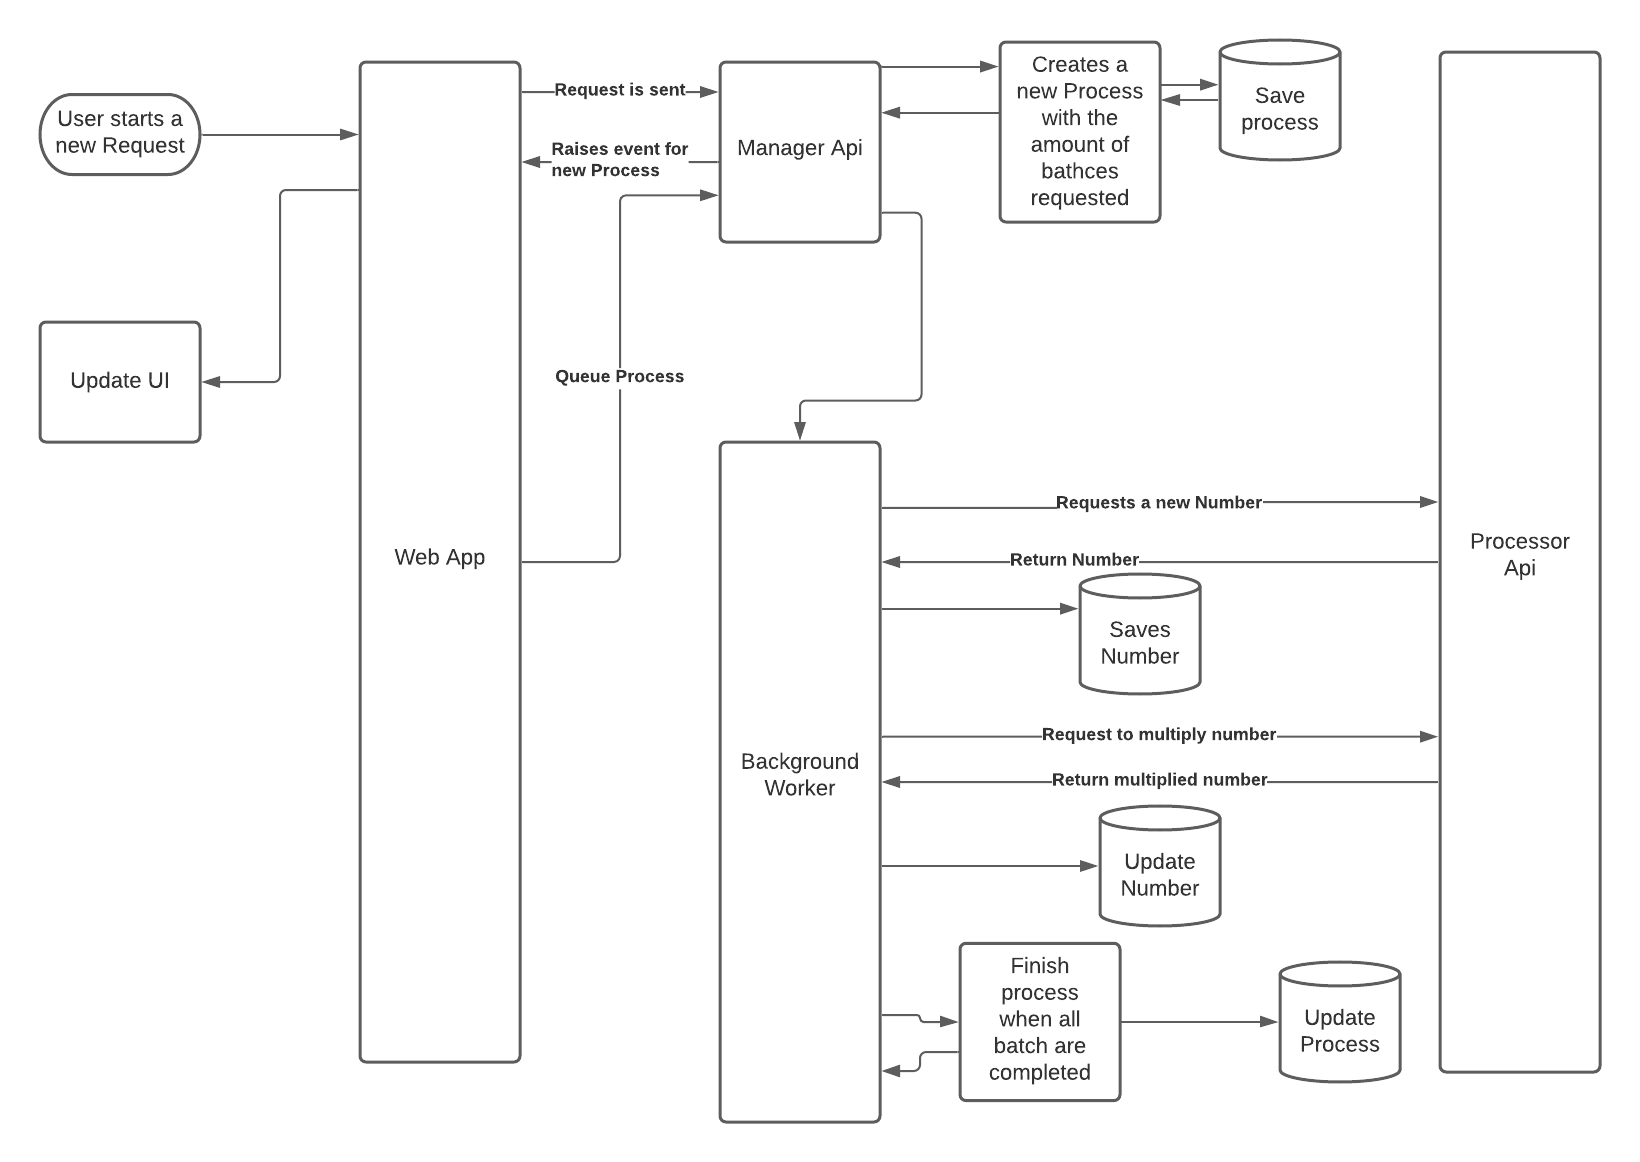 User starts a
new Request
Update UI
Web App
Request is sent
Raises event for
new Process
Queue Process
Manager Api
Creates a
new Process
with the
amount of
bathces
requested
Save
process
Background
Worker
Requests a new Number
Return Number
Saves
Number
Request to multiply number
Return multiplied number
Update
Number
Finish
process
when all
batch are
completed
Update
Process
Processor
Api